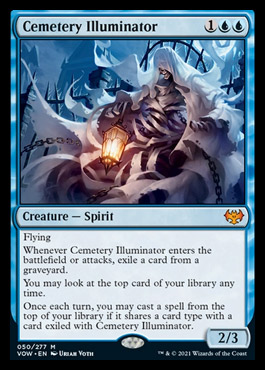 Cemetery Illuminator 1
Creature — Spirit
Flying
Whenever Cemetery Illuminator enters the
battlefield or attacks, exile a card from a
graveyard.
You may look at the top card of your library any
time.
Once each turn, you may cast a spell from the
top of your library if it shares a card type with a
card exiled with Cemetery Illuminator.
2/3
050/277 M
VOW • EN Uriah Voth
™ & © 2021 Wizards of the Coast